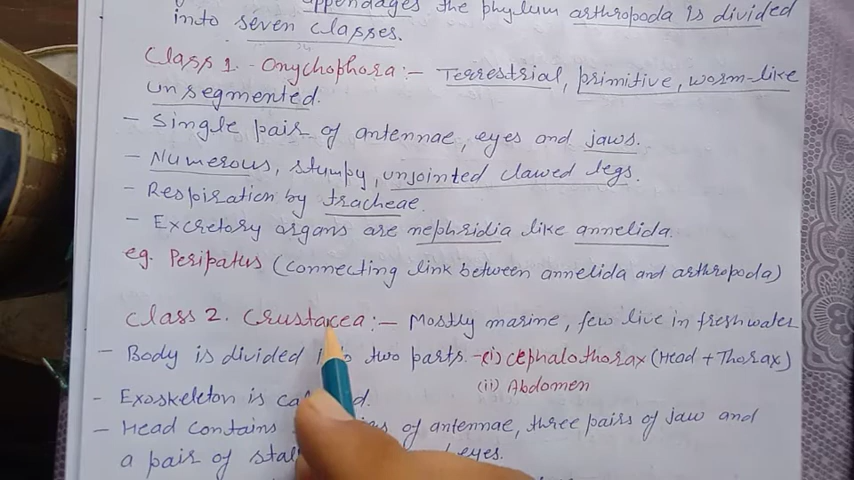 appendages the phylum arthropoda is divided
into seven classes.
Class 1. Onychophora:- Terrestrial, primitive, worm-like
unsegmented.
- Single pair of antennae, eyes and jaws.
- Numerous, stumpy, unjointed clawed legs.
- Respiration by tracheae.
- Excretory organs are nephridia like annelida.
eg. Peripatus (connecting link between annelida and arthropoda)
Class 2. Crustacea:- Mostly marine, few live in freshwater
- Body is divided two parts. -(i) cephalothorax (Head + Thorax)
(ii) Abdomen
- Exoskeleton is
- Head contains of antennae, three pairs of jaw and
a pair of eyes.